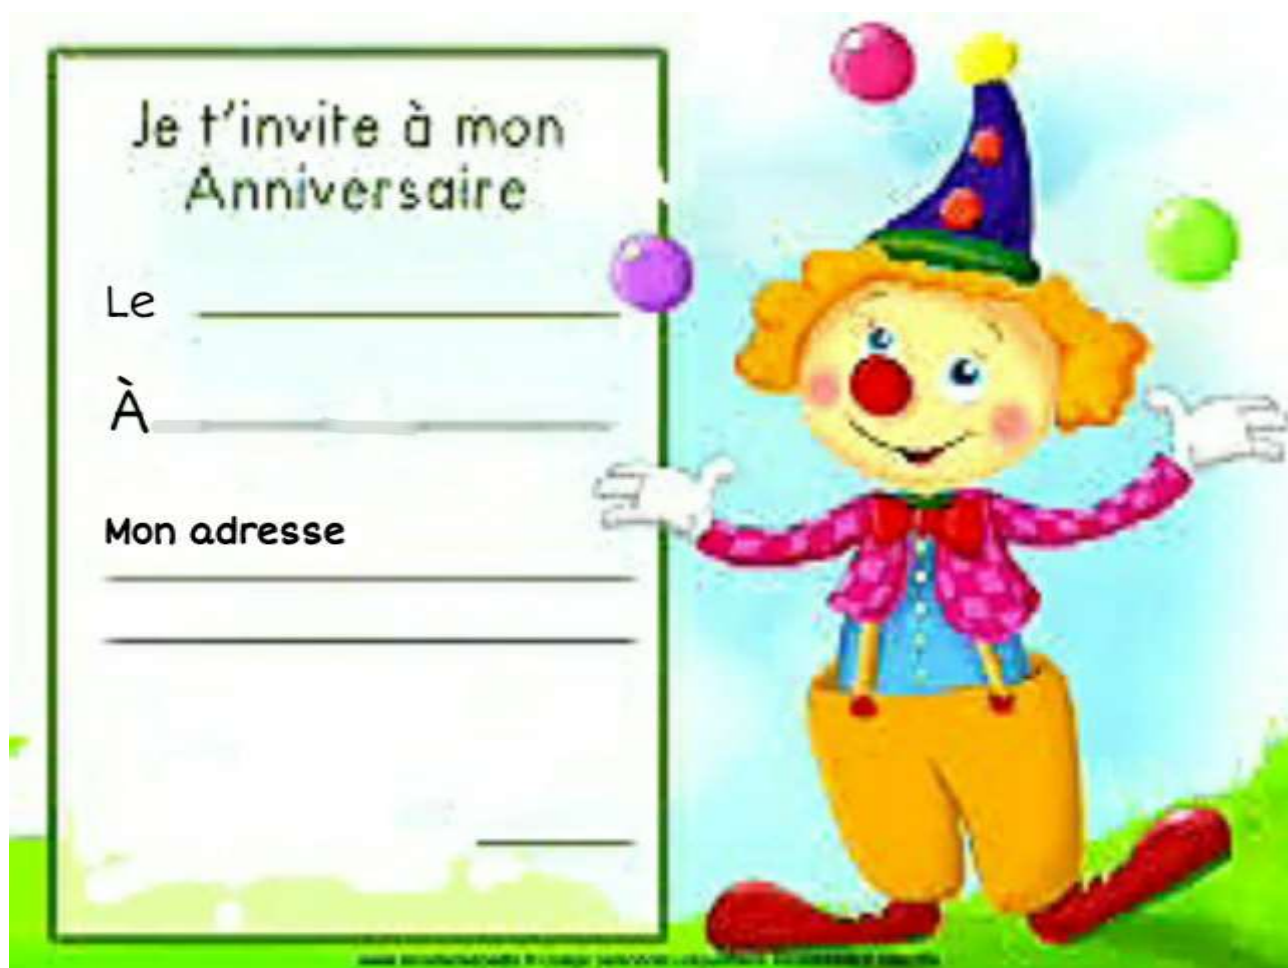 Je t'invite à mon
Anniversaire
Le
À
Mon adresse